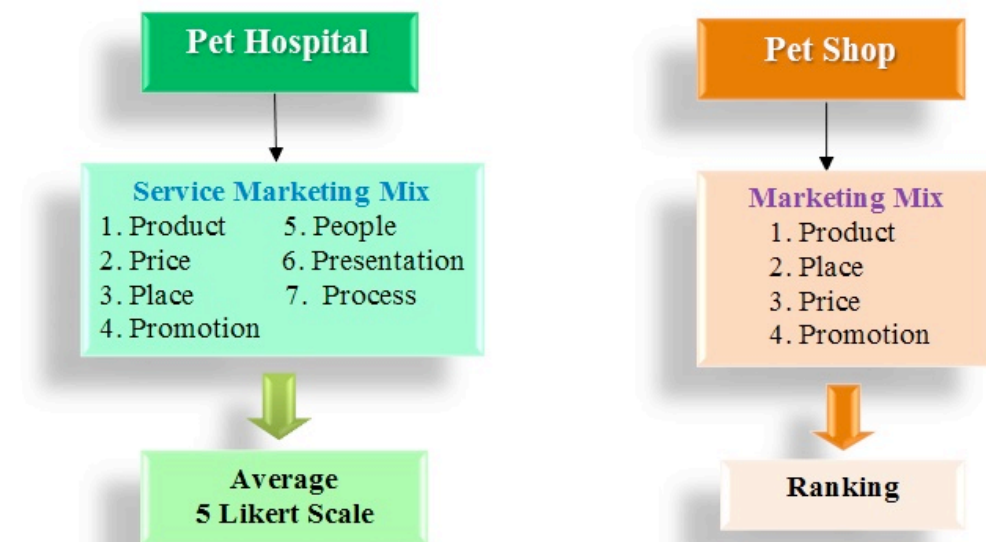 Pet Hospital
Service Marketing Mix
1. Product
2. Price
3. Place
4. Promotion
5. People
6. Presentation
7. Process
Average
5 Likert Scale
Pet Shop
Marketing Mix
1. Product
2. Place
3. Price
4. Promotion
Ranking